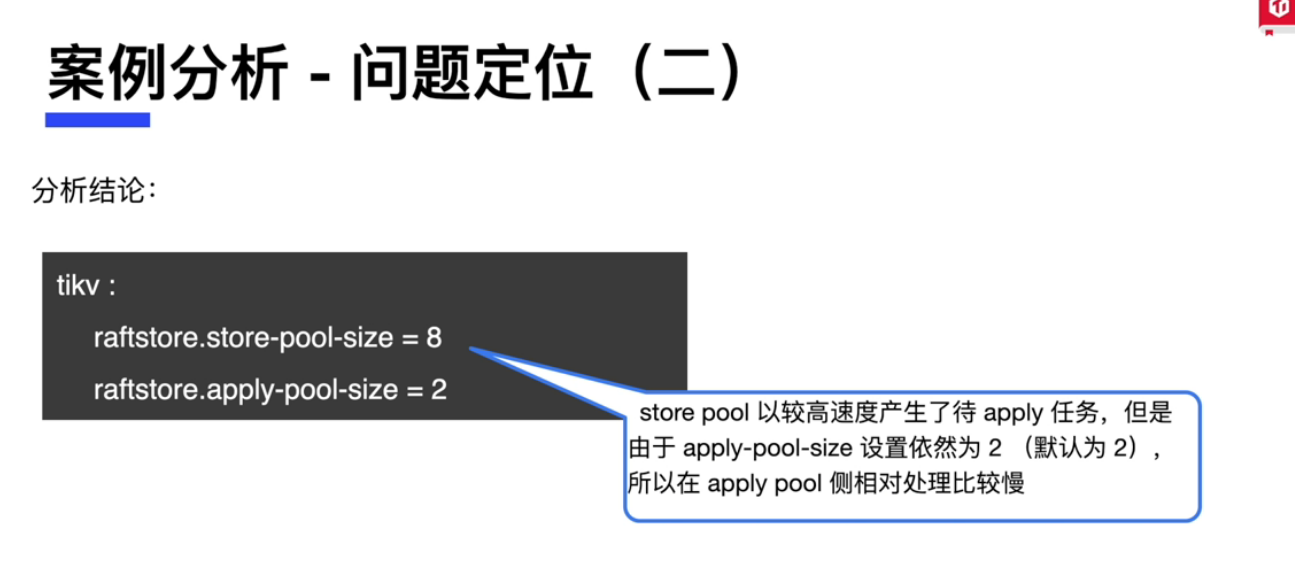 案例分析 - 问题定位（二）
分析结论：
tikv :
raftstore.store-pool-size = 8
raftstore.apply-pool-size = 2
store pool 以较高速度产生了待 apply 任务，但是
由于 apply-pool-size 设置依然为 2 （默认为 2），
所以在 apply pool 侧相对处理比较慢